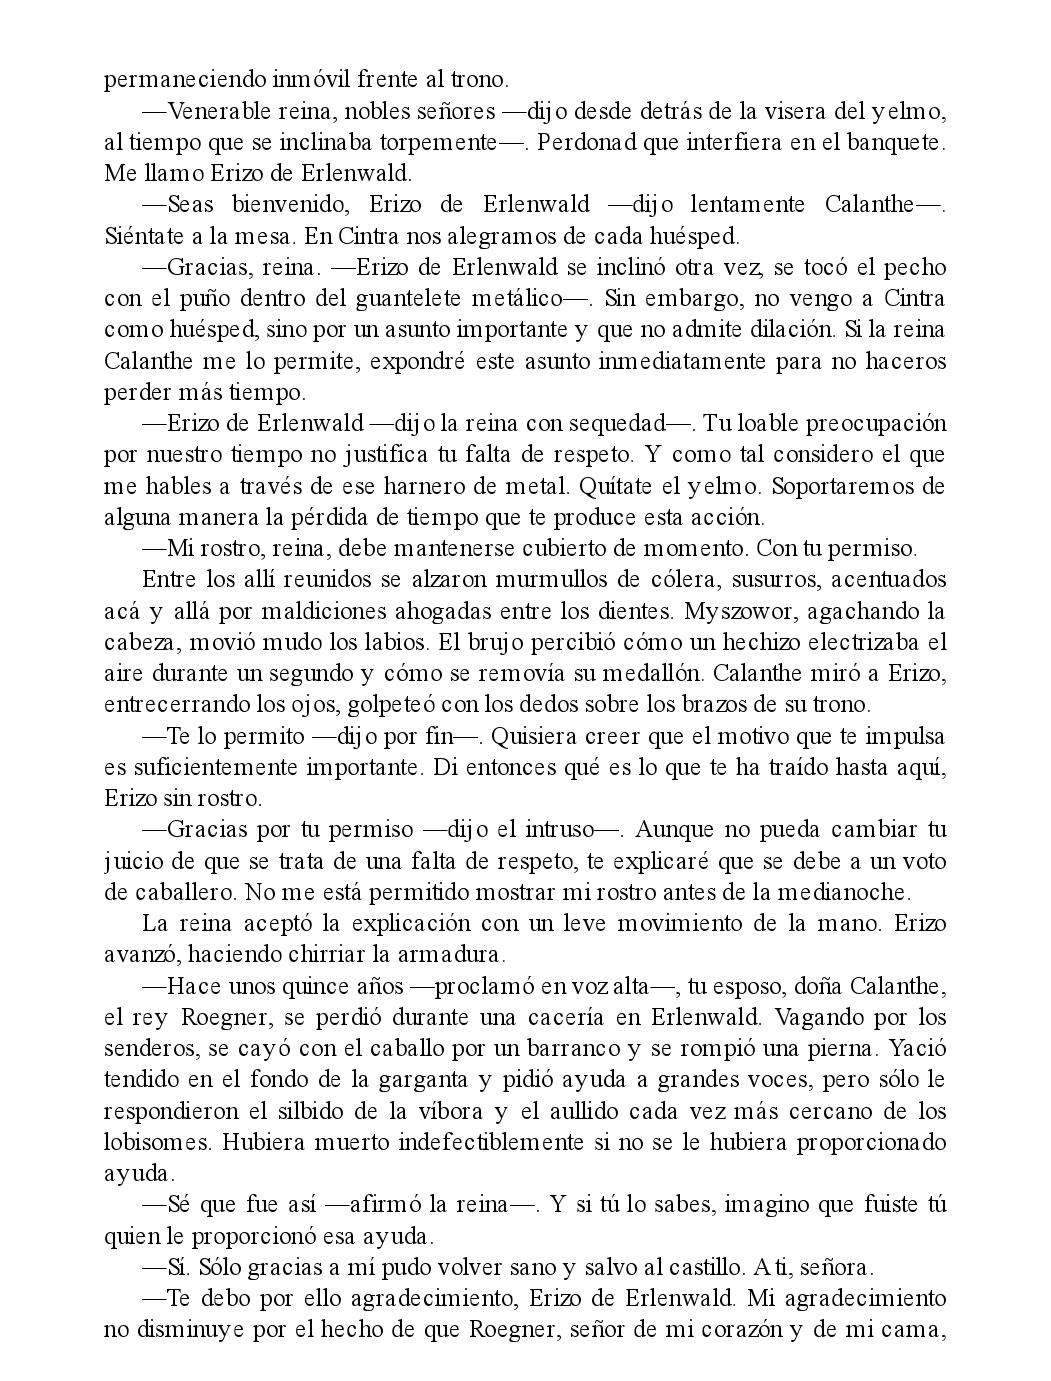 permaneciendo inmóvil frente al trono.
—Venerable reina, nobles señores —dijo desde detrás de la visera del yelmo,
al tiempo que se inclinaba torpemente—. Perdonad que interfiera en el banquete.
Me llamo Erizo de Erlenwald.
—Seas bienvenido, Erizo de Erlenwald —dijo lentamente Calanthe—.
Siéntate a la mesa. En Cintra nos alegramos de cada huésped.
—Gracias, reina. —Erizo de Erlenwald se inclinó otra vez, se tocó el pecho
con el puño dentro del guantelete metálico—. Sin embargo, no vengo a Cintra
como huésped, sino por un asunto importante y que no admite dilación. Si la reina
Calanthe me lo permite, expondré este asunto inmediatamente para no haceros
perder más tiempo.
—Erizo de Erlenwald —dijo la reina con sequedad—. Tu loable preocupación
por nuestro tiempo no justifica tu falta de respeto. Y como tal considero el que
me hables a través de ese harnero de metal. Quítate el yelmo. Soportaremos de
alguna manera la pérdida de tiempo que te produce esta acción.
—Mi rostro, reina, debe mantenerse cubierto de momento. Con tu permiso.
Entre los allí reunidos se alzaron murmullos de cólera, susurros, acentuados
acá y allá por maldiciones ahogadas entre los dientes. Myszowor, agachando la
cabeza, movió mudo los labios. El brujo percibió cómo un hechizo electrizaba el
aire durante un segundo y cómo se removía su medallón. Calanthe miró a Erizo,
entrecerrando los ojos, golpeteó con los dedos sobre los brazos de su trono.
—Te lo permito —dijo por fin—. Quisiera creer que el motivo que te impulsa
es suficientemente importante. Di entonces qué es lo que te ha traído hasta aquí,
Erizo sin rostro.
—Gracias por tu permiso —dijo el intruso—. Aunque no pueda cambiar tu
juicio de que se trata de una falta de respeto, te explicaré que se debe a un voto
de caballero. No me está permitido mostrar mi rostro antes de la medianoche.
La reina aceptó la explicación con un leve movimiento de la mano. Erizo
avanzó, haciendo chirriar la armadura.
—Hace unos quince años —proclamó en voz alta—, tu esposo, doña Calanthe,
el rey Roegner, se perdió durante una cacería en Erlenwald. Vagando por los
senderos, se cayó con el caballo por un barranco y se rompió una pierna. Yació
tendido en el fondo de la garganta y pidió ayuda a grandes voces, pero sólo le
respondieron el silbido de la víbora y el aullido cada vez más cercano de los
lobisomes. Hubiera muerto indefectiblemente si no se le hubiera proporcionado
ayuda.
—Sé que fue así —afirmó la reina—. Y si tú lo sabes, imagino que fuiste tú
quien le proporcionó esa ayuda.
—Sí. Sólo gracias a mí pudo volver sano y salvo al castillo. A ti, señora.
—Te debo por ello agradecimiento, Erizo de Erlenwald. Mi agradecimiento
no disminuye por el hecho de que Roegner, señor de mi corazón y de mi cama,